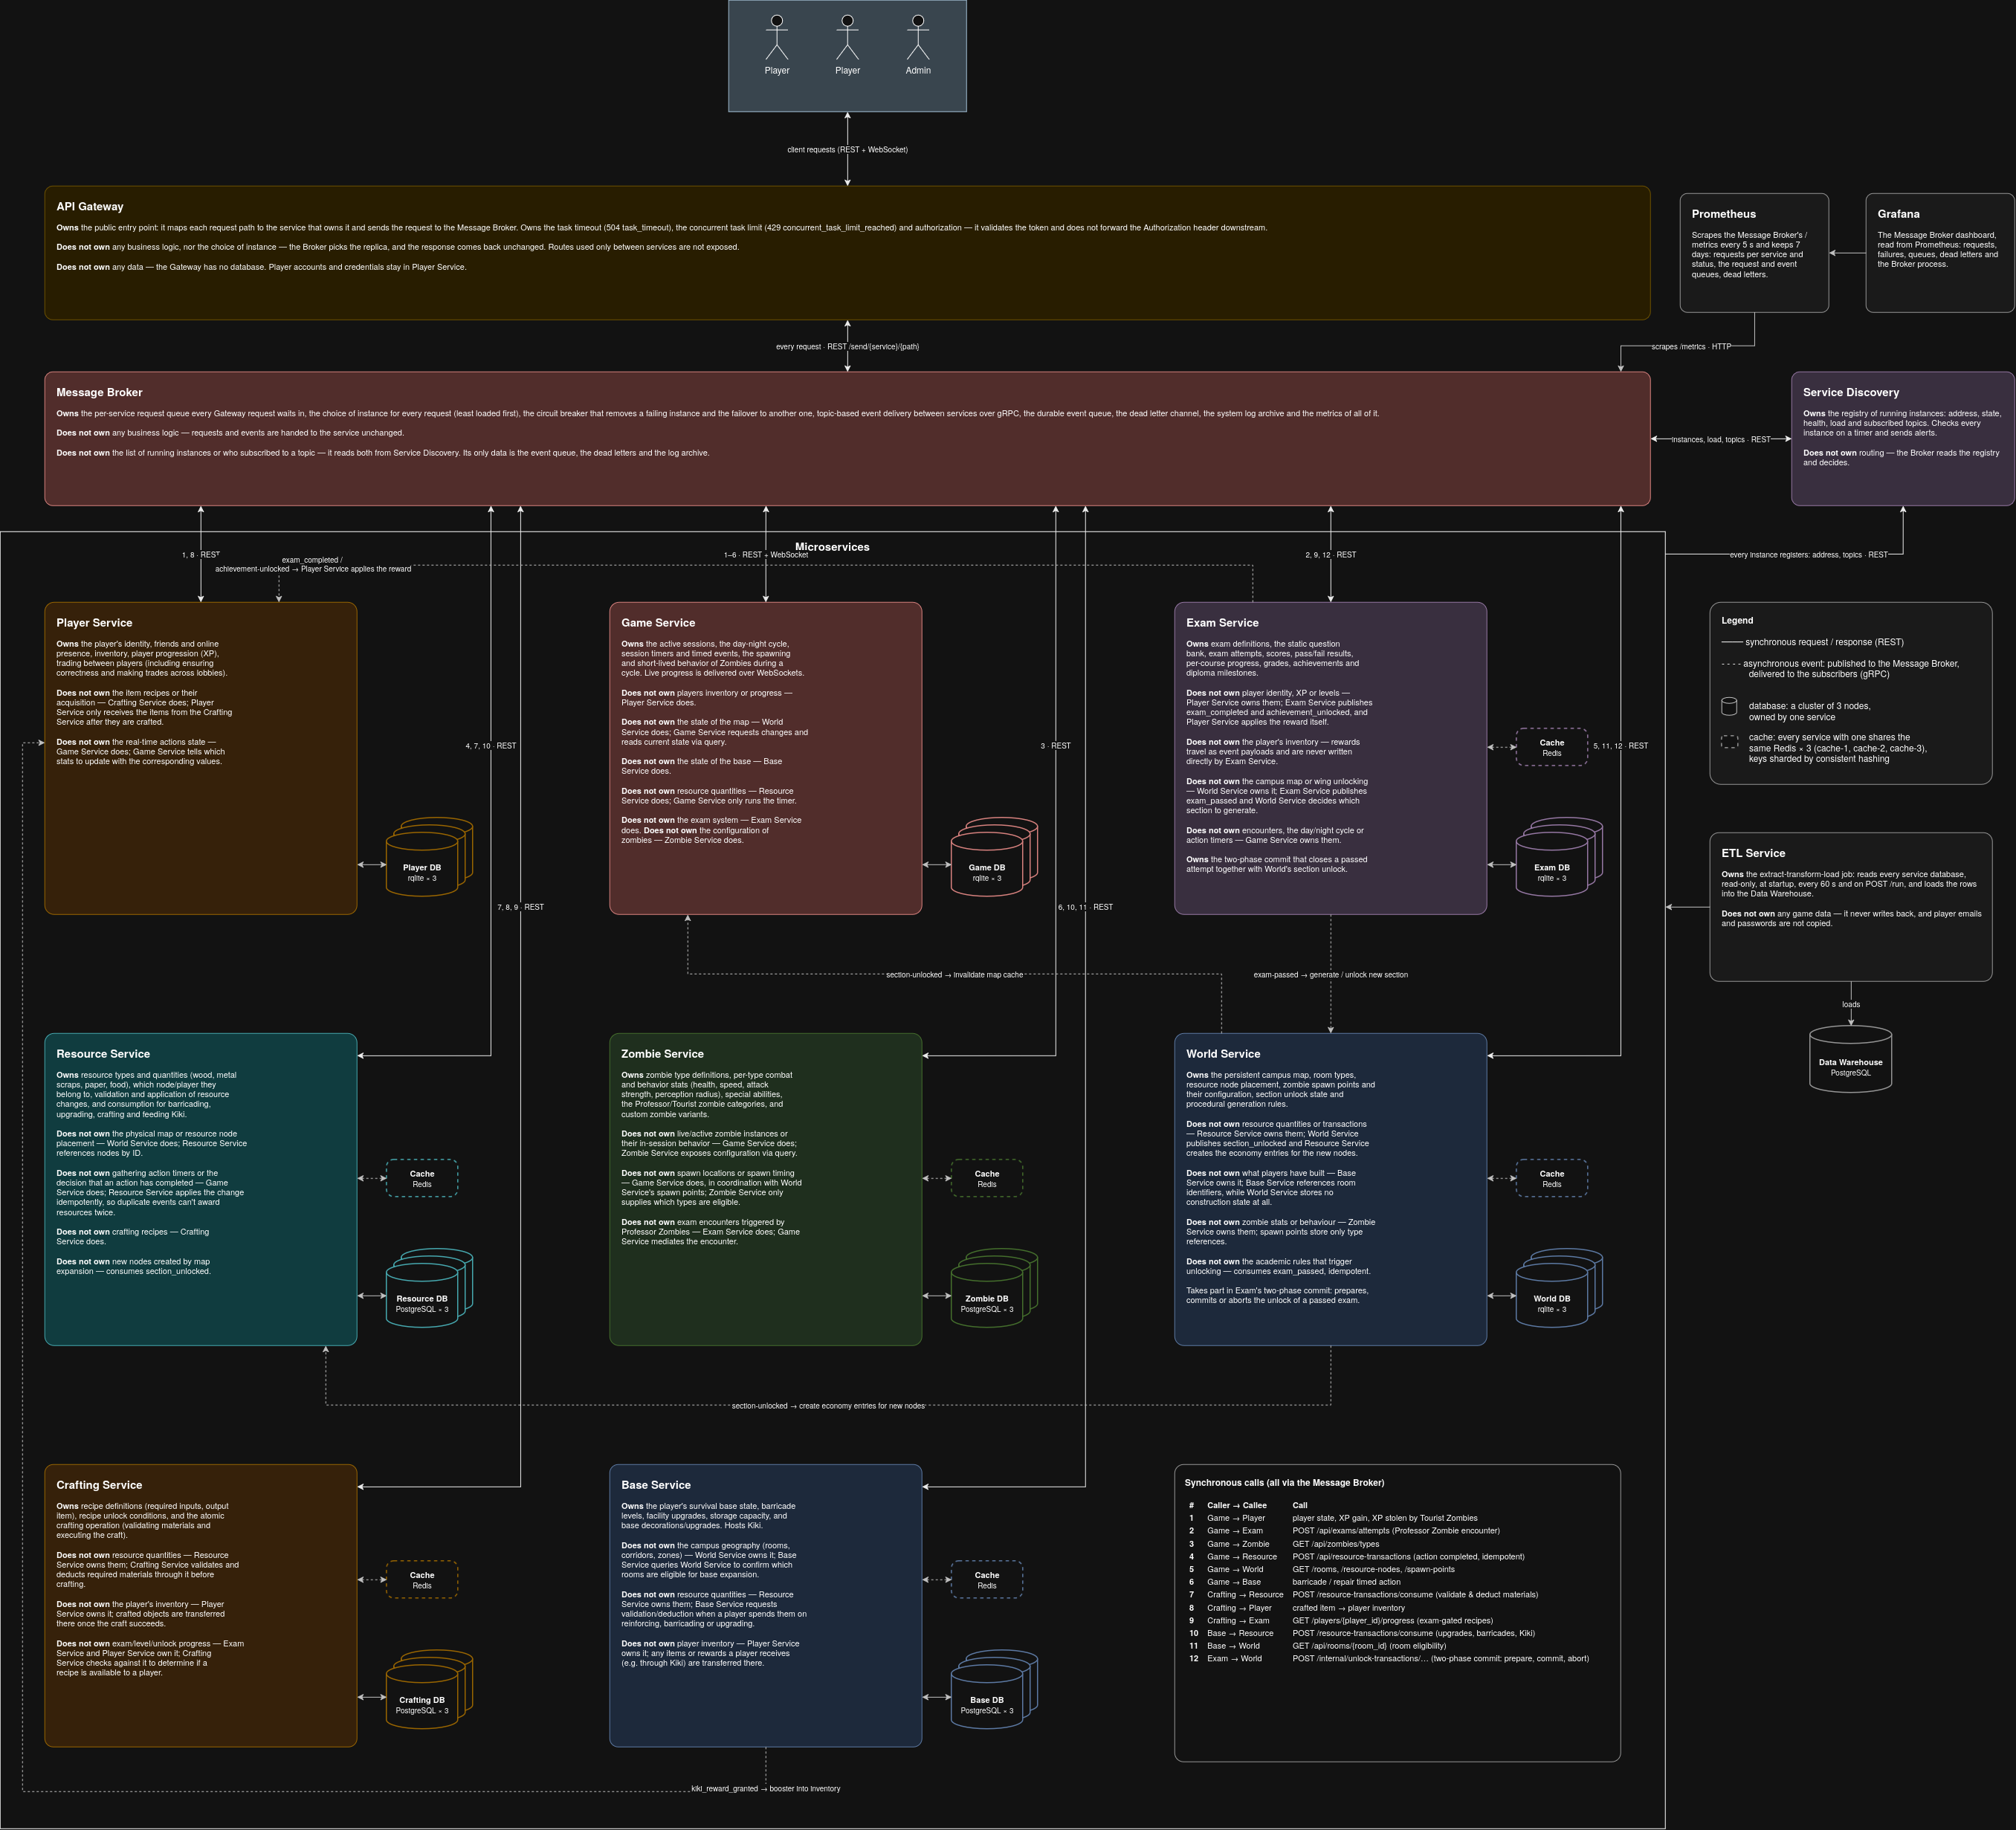 Player
Player
Admin
client requests (REST + WebSocket)
API Gateway
Owns the public entry point: it maps each request path to the service that owns it and sends the request to the Message Broker. Owns the task timeout (504 task_timeout), the concurrent task limit (429 concurrent_task_limit_reached) and authorization — it validates the token and does not forward the Authorization header downstream.
Does not own any business logic, nor the choice of instance — the Broker picks the replica, and the response comes back unchanged. Routes used only between services are not exposed.
Does not own any data — the Gateway has no database. Player accounts and credentials stay in Player Service.
Prometheus
Scrapes the Message Broker's /
metrics every 5 s and keeps 7
days: requests per service and
status, the request and event
queues, dead letters.
Grafana
The Message Broker dashboard,
read from Prometheus: requests,
failures, queues, dead letters and
the Broker process.
every request · REST /send/{service}/{path}
scrapes /metrics · HTTP
Message Broker
Owns the per-service request queue every Gateway request waits in, the choice of instance for every request (least loaded first), the circuit breaker that removes a failing instance and the failover to another one, topic-based event delivery between services over gRPC, the durable event queue, the dead letter channel, the system log archive and the metrics of all of it.
Does not own any business logic — requests and events are handed to the service unchanged.
Does not own the list of running instances or who subscribed to a topic — it reads both from Service Discovery. Its only data is the event queue, the dead letters and the log archive.
instances, load, topics · REST
Service Discovery
Owns the registry of running instances: address, state,
health, load and subscribed topics. Checks every
instance on a timer and sends alerts.
Does not own routing — the Broker reads the registry
and decides.
Microservices
1, 8 · REST
exam_completed /
achievement-unlocked → Player Service applies the reward
1–6 · REST + WebSocket
2, 9, 12 · REST
every instance registers: address, topics · REST
Player Service
Owns the player's identity, friends and online
presence, inventory, player progression (XP),
trading between players (including ensuring
correctness and making trades across lobbies).
Does not own the item recipes or their
acquisition — Crafting Service does; Player
Service only receives the items from the Crafting
Service after they are crafted.
Does not own the real-time actions state —
Game Service does; Game Service tells which
stats to update with the corresponding values.
Player DB
rqlite × 3
4, 7, 10 · REST
7, 8, 9 · REST
Game Service
Owns the active sessions, the day-night cycle,
session timers and timed events, the spawning
and short-lived behavior of Zombies during a
cycle. Live progress is delivered over WebSockets.
Does not own players inventory or progress —
Player Service does.
Does not own the state of the map — World
Service does; Game Service requests changes and
reads current state via query.
Does not own the state of the base — Base
Service does.
Does not own resource quantities — Resource
Service does; Game Service only runs the timer.
Does not own the exam system — Exam Service
does. Does not own the configuration of
zombies — Zombie Service does.
Game DB
rqlite × 3
3 · REST
6, 10, 11 · REST
Exam Service
Owns exam definitions, the static question
bank, exam attempts, scores, pass/fail results,
per-course progress, grades, achievements and
diploma milestones.
Does not own player identity, XP or levels —
Player Service owns them; Exam Service publishes
exam_completed and achievement_unlocked, and
Player Service applies the reward itself.
Does not own the player's inventory — rewards
travel as event payloads and are never written
directly by Exam Service.
Does not own the campus map or wing unlocking
— World Service owns it; Exam Service publishes
exam_passed and World Service decides which
section to generate.
Does not own encounters, the day/night cycle or
action timers — Game Service owns them.
Owns the two-phase commit that closes a passed
attempt together with World's section unlock.
Cache
Redis
5, 11, 12 · REST
Exam DB
rqlite × 3
Legend
synchronous request / response (REST)
asynchronous event: published to the Message Broker,
delivered to the subscribers (gRPC)
database: a cluster of 3 nodes,
owned by one service
cache: every service with one shares the
same Redis × 3 (cache-1, cache-2, cache-3),
keys sharded by consistent hashing
ETL Service
Owns the extract-transform-load job: reads every service database,
read-only, at startup, every 60 s and on POST /run, and loads the rows
into the Data Warehouse.
Does not own any game data — it never writes back, and player emails
and passwords are not copied.
loads
Data Warehouse
PostgreSQL
section-unlocked → invalidate map cache
exam-passed → generate / unlock new section
Resource Service
Owns resource types and quantities (wood, metal
scraps, paper, food), which node/player they
belong to, validation and application of resource
changes, and consumption for barricading,
upgrading, crafting and feeding Kiki.
Does not own the physical map or resource node
placement — World Service does; Resource Service
references nodes by ID.
Does not own gathering action timers or the
decision that an action has completed — Game
Service does; Resource Service applies the change
idempotently, so duplicate events can't award
resources twice.
Does not own crafting recipes — Crafting
Service does.
Does not own new nodes created by map
expansion — consumes section_unlocked.
Cache
Redis
Resource DB
PostgreSQL × 3
Zombie Service
Owns zombie type definitions, per-type combat
and behavior stats (health, speed, attack
strength, perception radius), special abilities,
the Professor/Tourist zombie categories, and
custom zombie variants.
Does not own live/active zombie instances or
their in-session behavior — Game Service does;
Zombie Service exposes configuration via query.
Does not own spawn locations or spawn timing
— Game Service does, in coordination with World
Service's spawn points; Zombie Service only
supplies which types are eligible.
Does not own exam encounters triggered by
Professor Zombies — Exam Service does; Game
Service mediates the encounter.
Cache
Redis
Zombie DB
PostgreSQL × 3
World Service
Owns the persistent campus map, room types,
resource node placement, zombie spawn points and
their configuration, section unlock state and
procedural generation rules.
Does not own resource quantities or transactions
— Resource Service owns them; World Service
publishes section_unlocked and Resource Service
creates the economy entries for the new nodes.
Does not own what players have built — Base
Service owns it; Base Service references room
identifiers, while World Service stores no
construction state at all.
Does not own zombie stats or behaviour — Zombie
Service owns them; spawn points store only type
references.
Does not own the academic rules that trigger
unlocking — consumes exam_passed, idempotent.
Takes part in Exam's two-phase commit: prepares,
commits or aborts the unlock of a passed exam.
Cache
Redis
World DB
rqlite × 3
section-unlocked → create economy entries for new nodes
Crafting Service
Owns recipe definitions (required inputs, output
item), recipe unlock conditions, and the atomic
crafting operation (validating materials and
executing the craft).
Does not own resource quantities — Resource
Service owns them; Crafting Service validates and
deducts required materials through it before
crafting.
Does not own the player's inventory — Player
Service owns it; crafted objects are transferred
there once the craft succeeds.
Does not own exam/level/unlock progress — Exam
Service and Player Service own it; Crafting
Service checks against it to determine if a
recipe is available to a player.
Cache
Redis
Crafting DB
PostgreSQL × 3
Base Service
Owns the player's survival base state, barricade
levels, facility upgrades, storage capacity, and
base decorations/upgrades. Hosts Kiki.
Does not own the campus geography (rooms,
corridors, zones) — World Service owns it; Base
Service queries World Service to confirm which
rooms are eligible for base expansion.
Does not own resource quantities — Resource
Service owns them; Base Service requests
validation/deduction when a player spends them on
reinforcing, barricading or upgrading.
Does not own player inventory — Player Service
owns it; any items or rewards a player receives
(e.g. through Kiki) are transferred there.
Cache
Redis
Base DB
PostgreSQL × 3
Synchronous calls (all via the Message Broker)
# Caller → Callee Call
1 Game → Player player state, XP gain, XP stolen by Tourist Zombies
2 Game → Exam POST /api/exams/attempts (Professor Zombie encounter)
3 Game → Zombie GET /api/zombies/types
4 Game → Resource POST /api/resource-transactions (action completed, idempotent)
5 Game → World GET /rooms, /resource-nodes, /spawn-points
6 Game → Base barricade / repair timed action
7 Crafting → Resource POST /resource-transactions/consume (validate & deduct materials)
8 Crafting → Player crafted item → player inventory
9 Crafting → Exam GET /players/{player_id}/progress (exam-gated recipes)
10 Base → Resource POST /resource-transactions/consume (upgrades, barricades, Kiki)
11 Base → World GET /api/rooms/{room_id} (room eligibility)
12 Exam → World POST /internal/unlock-transactions/… (two-phase commit: prepare, commit, abort)
kiki_reward_granted → booster into inventory